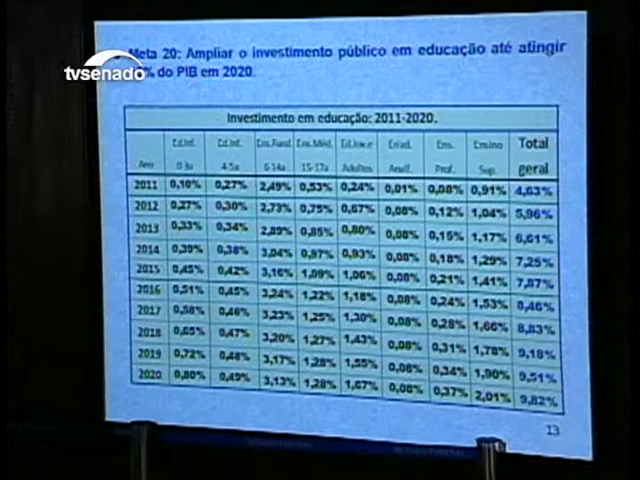 tvsenado
Meta 20: Ampliar o investimento público em educação até atingir
% do PIB em 2020.
Investimento em educação: 2011-2020.
Ed.Inf. Ed.Inf. Ens.Fund. Ens.Méd. Ed.Jov.e Ens. Ensino Total
Ano 0-3a 4-5a 6-14a 15-17a Adultos Analf. Prof. Sup. geral
2011 0,10% 0,27% 2,49% 0,53% 0,24% 0,01% 0,08% 0,91% 4,63%
2012 0,27% 0,30% 2,73% 0,75% 0,67% 0,08% 0,12% 1,04% 5,96%
2013 0,33% 0,34% 2,89% 0,85% 0,80% 0,08% 0,15% 1,17% 6,61%
2014 0,39% 0,38% 3,04% 0,97% 0,93% 0,08% 0,18% 1,29% 7,25%
2015 0,45% 0,42% 3,16% 1,09% 1,06% 0,08% 0,21% 1,41% 7,87%
2016 0,51% 0,45% 3,24% 1,22% 1,18% 0,08% 0,24% 1,53% 8,46%
2017 0,58% 0,46% 3,23% 1,25% 1,30% 0,08% 0,28% 1,66% 8,83%
2018 0,65% 0,47% 3,20% 1,27% 1,43% 0,08% 0,31% 1,78% 9,18%
2019 0,72% 0,48% 3,17% 1,28% 1,55% 0,08% 0,34% 1,90% 9,51%
2020 0,80% 0,49% 3,13% 1,28% 1,67% 0,08% 0,37% 2,01% 9,82%
13